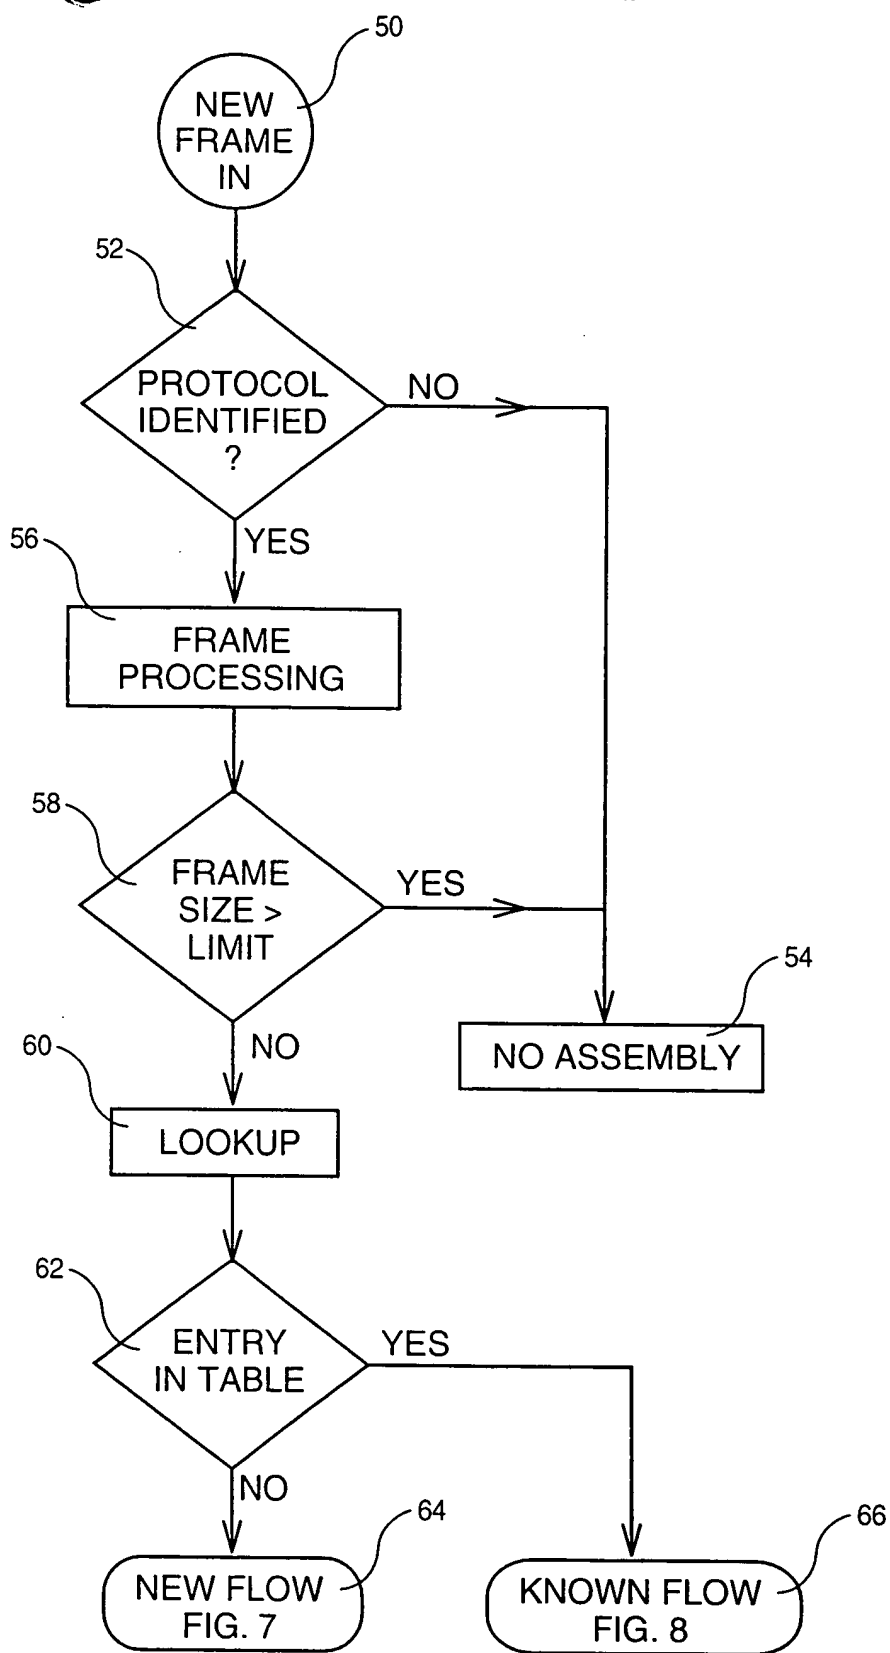 50
NEW
FRAME
IN
52
PROTOCOL
IDENTIFIED
?
NO
YES
56
FRAME
PROCESSING
58
FRAME
SIZE >
LIMIT
YES
NO
54
NO ASSEMBLY
60
LOOKUP
62
ENTRY
IN TABLE
YES
NO
64
NEW FLOW
FIG. 7
66
KNOWN FLOW
FIG. 8